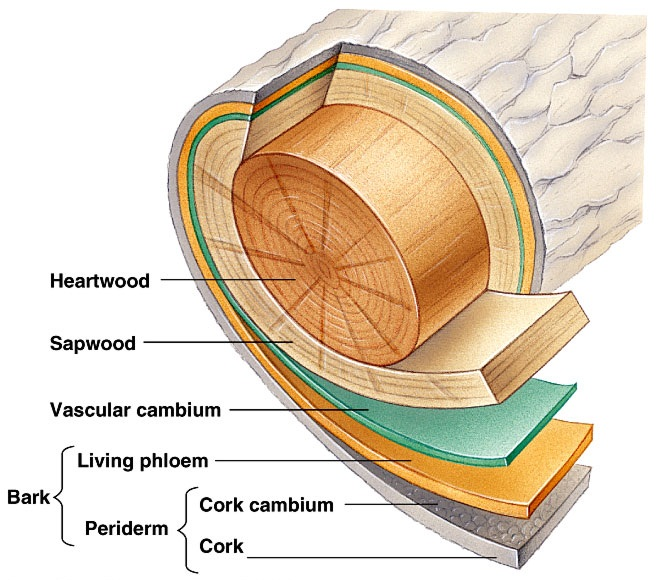 Heartwood
Sapwood
Vascular cambium
Living phloem
Bark
Cork cambium
Periderm
Cork